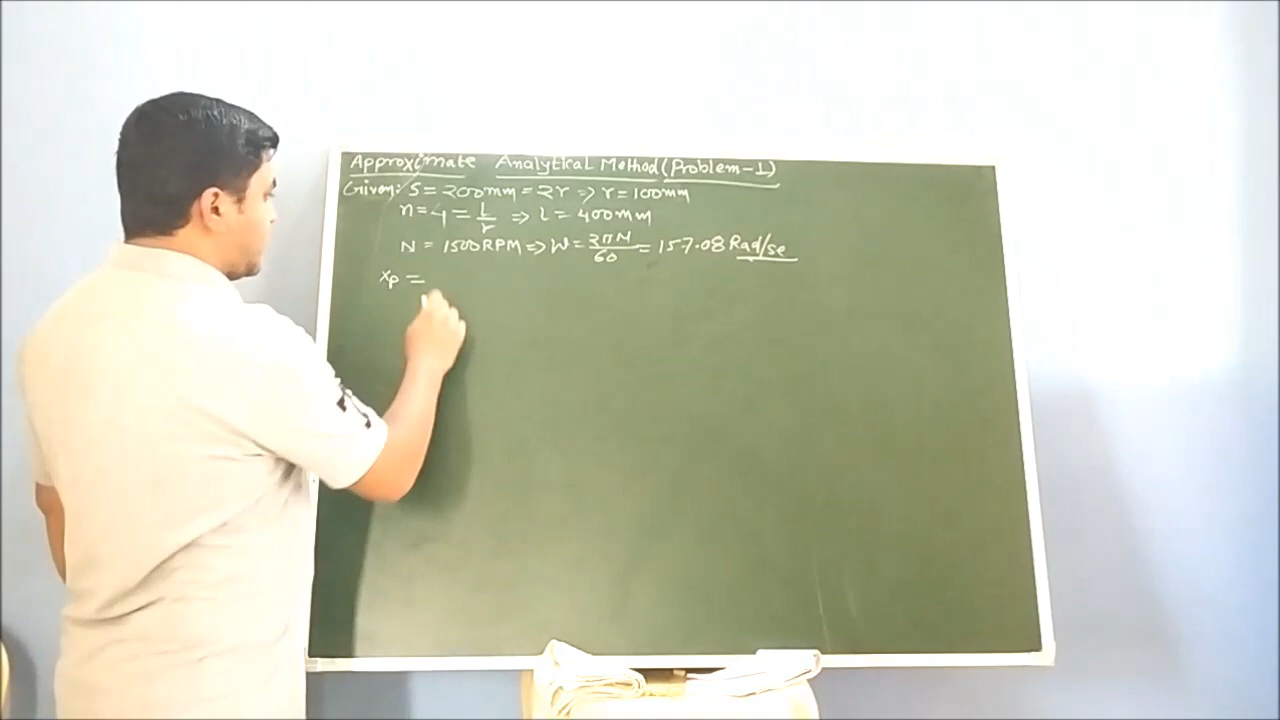 Approximate Analytical Method (Problem-1)
Given: S = 200mm = 2r => r = 100mm
n = 4 = l/r => l = 400mm
N = 1500RPM => W = 2πN/60 = 157.08 Rad/se
xp =